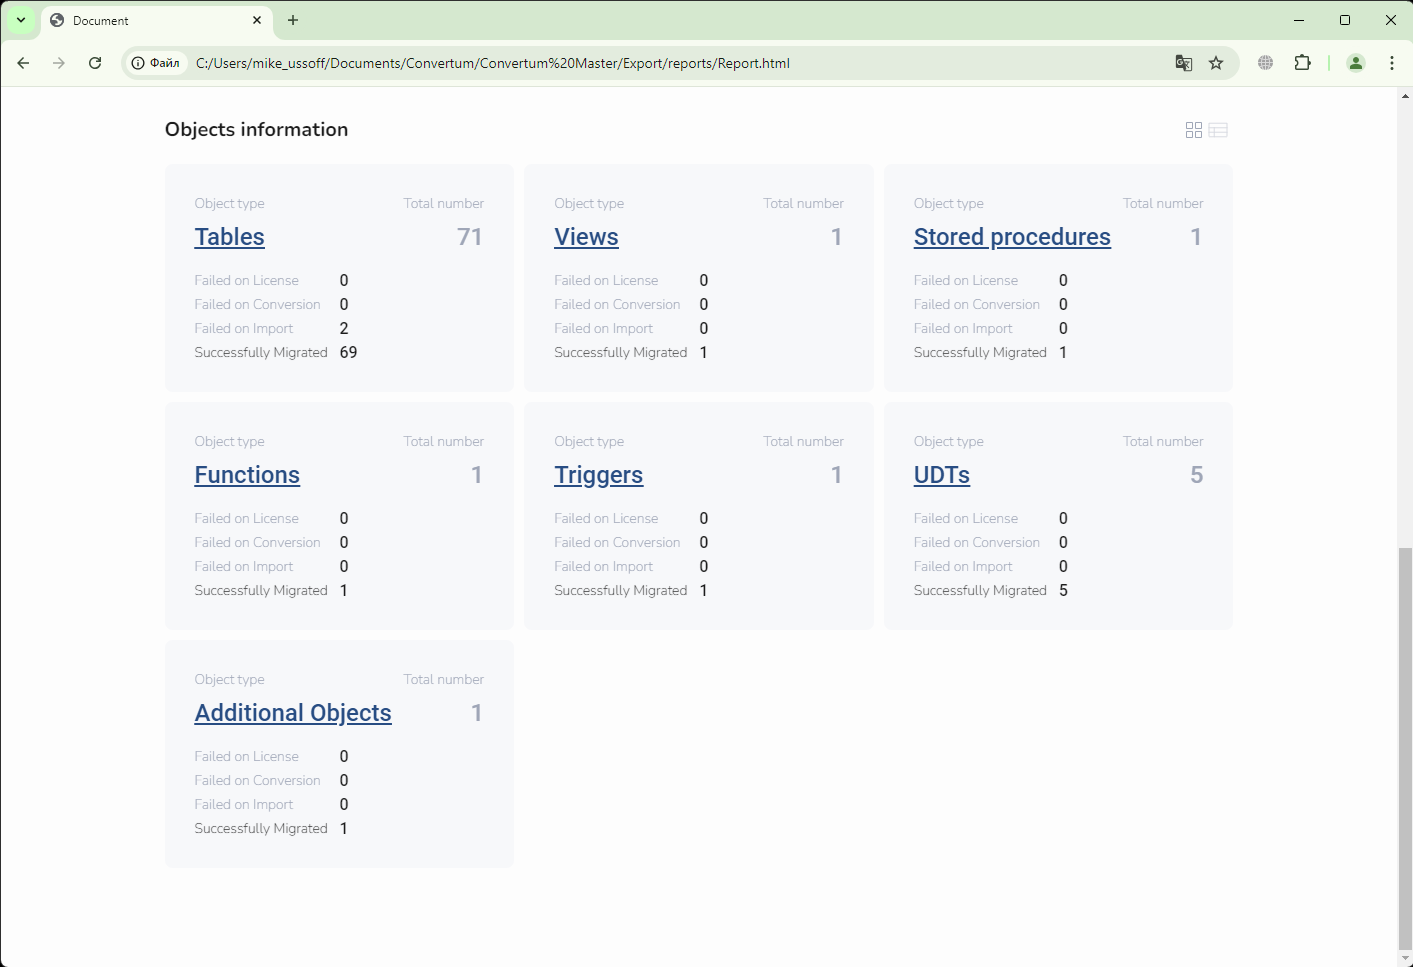 Document
Файл C:/Users/mike_ussoff/Documents/Convertum/Convertum%20Master/Export/reports/Report.html
Objects information
Object type Total number
Tables 71
Failed on License 0
Failed on Conversion 0
Failed on Import 2
Successfully Migrated 69
Object type Total number
Views 1
Failed on License 0
Failed on Conversion 0
Failed on Import 0
Successfully Migrated 1
Object type Total number
Stored procedures 1
Failed on License 0
Failed on Conversion 0
Failed on Import 0
Successfully Migrated 1
Object type Total number
Functions 1
Failed on License 0
Failed on Conversion 0
Failed on Import 0
Successfully Migrated 1
Object type Total number
Triggers 1
Failed on License 0
Failed on Conversion 0
Failed on Import 0
Successfully Migrated 1
Object type Total number
UDTs 5
Failed on License 0
Failed on Conversion 0
Failed on Import 0
Successfully Migrated 5
Object type Total number
Additional Objects 1
Failed on License 0
Failed on Conversion 0
Failed on Import 0
Successfully Migrated 1